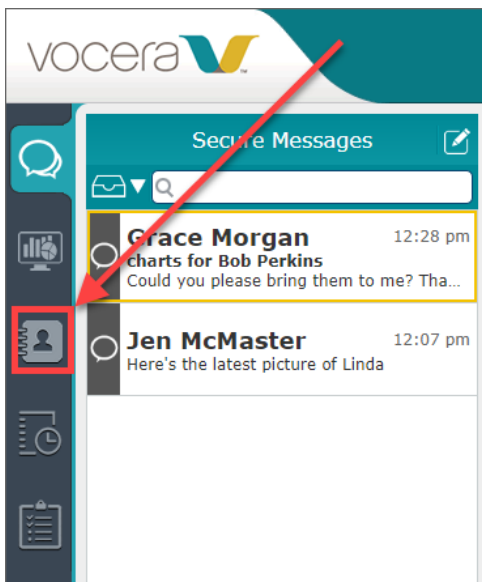 vocera
Secure Messages
Grace Morgan 12:28 pm
charts for Bob Perkins
Could you please bring them to me? Tha...
Jen McMaster 12:07 pm
Here's the latest picture of Linda